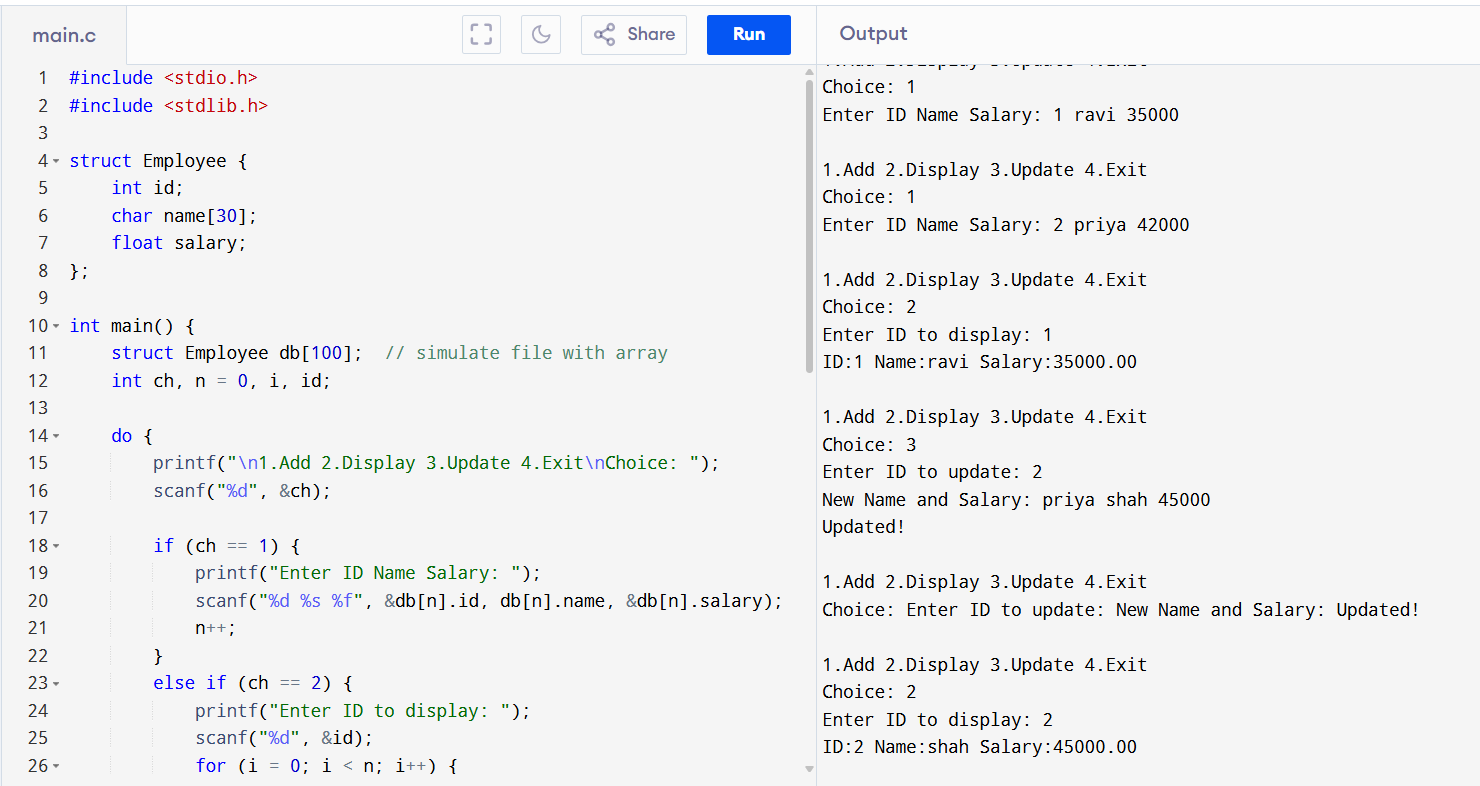 main.c
Share
Run
Output
1 #include <stdio.h>
2 #include <stdlib.h>
3
4 struct Employee {
5 int id;
6 char name[30];
7 float salary;
8 };
9
10 int main() {
11 struct Employee db[100];  // simulate file with array
12 int ch, n = 0, i, id;
13
14 do {
15 printf("\n1.Add 2.Display 3.Update 4.Exit\nChoice: ");
16 scanf("%d", &ch);
17
18 if (ch == 1) {
19 printf("Enter ID Name Salary: ");
20 scanf("%d %s %f", &db[n].id, db[n].name, &db[n].salary);
21 n++;
22 }
23 else if (ch == 2) {
24 printf("Enter ID to display: ");
25 scanf("%d", &id);
26 for (i = 0; i < n; i++) {
1.Add 2.Display 3.Update 4.Exit
Choice: 1
Enter ID Name Salary: 1 ravi 35000
1.Add 2.Display 3.Update 4.Exit
Choice: 1
Enter ID Name Salary: 2 priya 42000
1.Add 2.Display 3.Update 4.Exit
Choice: 2
Enter ID to display: 1
ID:1 Name:ravi Salary:35000.00
1.Add 2.Display 3.Update 4.Exit
Choice: 3
Enter ID to update: 2
New Name and Salary: priya shah 45000
Updated!
1.Add 2.Display 3.Update 4.Exit
Choice: Enter ID to update: New Name and Salary: Updated!
1.Add 2.Display 3.Update 4.Exit
Choice: 2
Enter ID to display: 2
ID:2 Name:shah Salary:45000.00